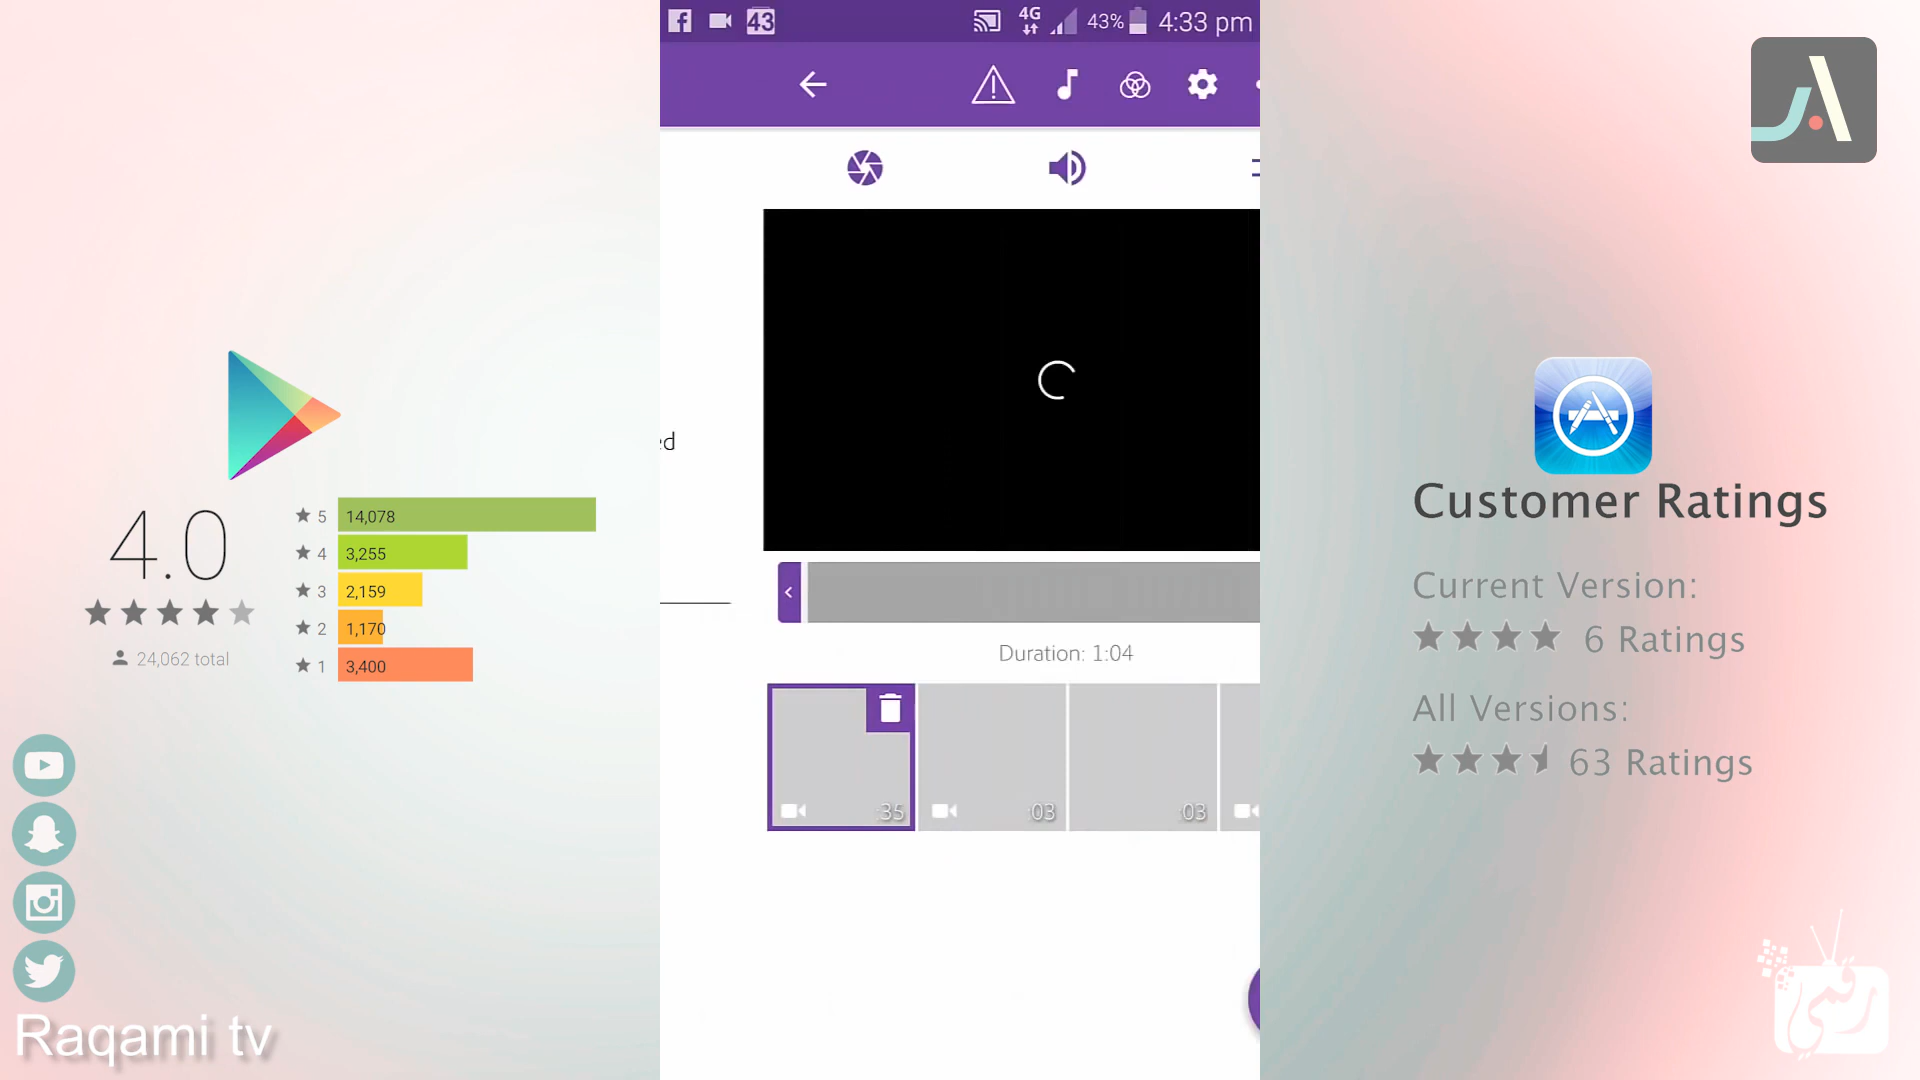 43
4G
43%
4:33 pm
ed
4.0
24,062 total
5 14,078
4 3,255
3 2,159
2 1,170
1 3,400
Duration: 1:04
:35
:03
:03
Customer Ratings
Current Version:
6 Ratings
All Versions:
63 Ratings
Raqami tv
رقمي